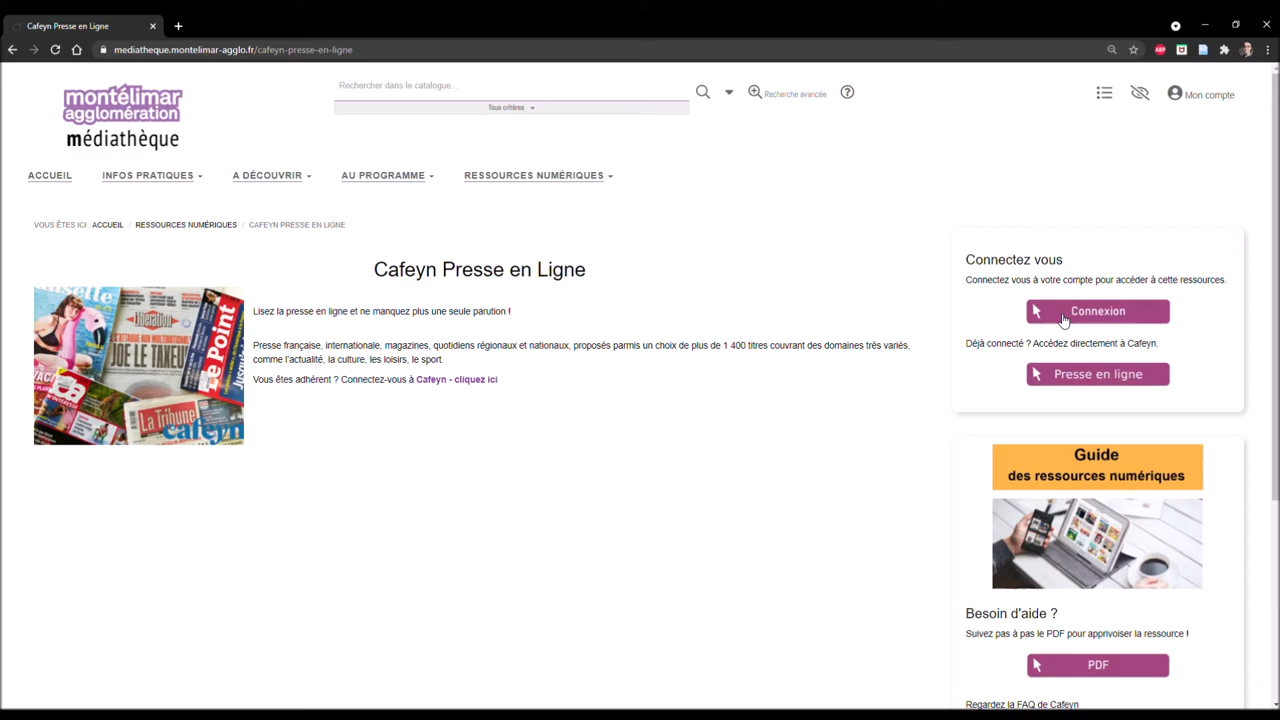 Cafeyn Presse en Ligne
mediatheque.montelimar-agglo.fr/cafeyn-presse-en-ligne
montélimar
agglomération
médiathèque
Rechercher dans le catalogue...
Tous critères
Recherche avancée
Mon compte
ACCUEIL
INFOS PRATIQUES
A DÉCOUVRIR
AU PROGRAMME
RESSOURCES NUMÉRIQUES
VOUS ÊTES ICI : ACCUEIL / RESSOURCES NUMÉRIQUES / CAFEYN PRESSE EN LIGNE
Cafeyn Presse en Ligne
Libération
JOE LE TAXEUR
Le Point
La Tribune
cafeyn
Lisez la presse en ligne et ne manquez plus une seule parution !
Presse française, internationale, magazines, quotidiens régionaux et nationaux, proposés parmis un choix de plus de 1 400 titres couvrant des domaines très variés,
comme l'actualité, la culture, les loisirs, le sport.
Vous êtes adhérent ? Connectez-vous à Cafeyn - cliquez ici
Connectez vous
Connectez vous à votre compte pour accéder à cette ressources.
Connexion
Déjà connecté ? Accédez directement à Cafeyn.
Presse en ligne
Guide
des ressources numériques
Besoin d'aide ?
Suivez pas à pas le PDF pour apprivoiser la ressource !
PDF
Regardez la FAQ de Cafeyn